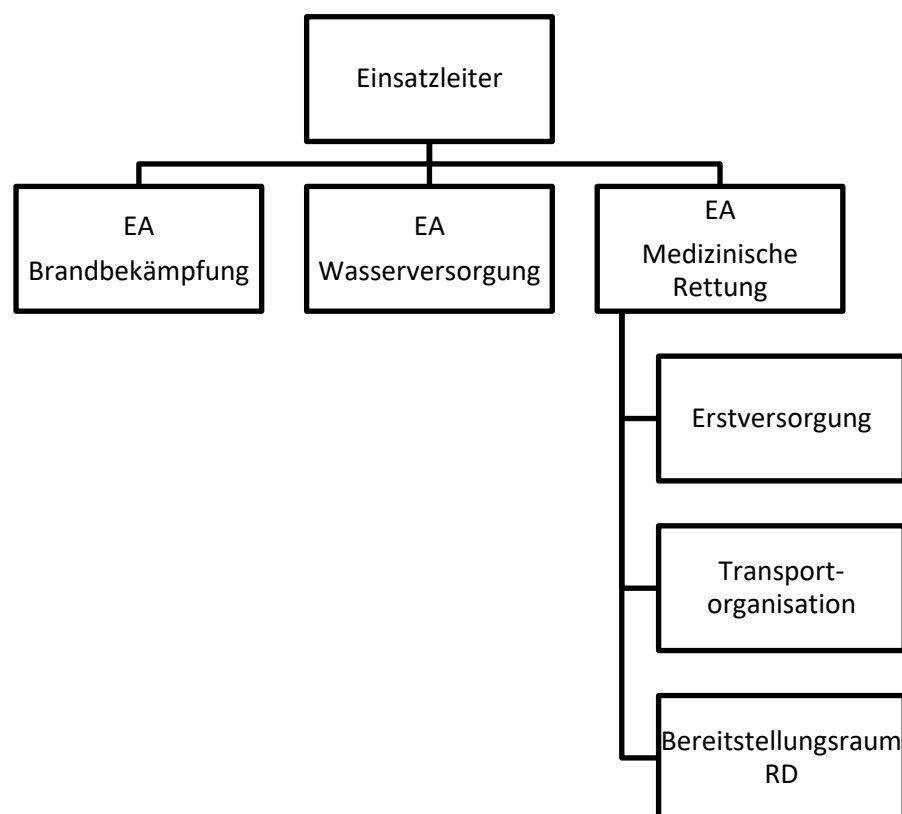 Einsatzleiter
EA
Brandbekämpfung
EA
Wasserversorgung
EA
Medizinische
Rettung
Erstversorgung
Transport-
organisation
Bereitstellungsraum
RD